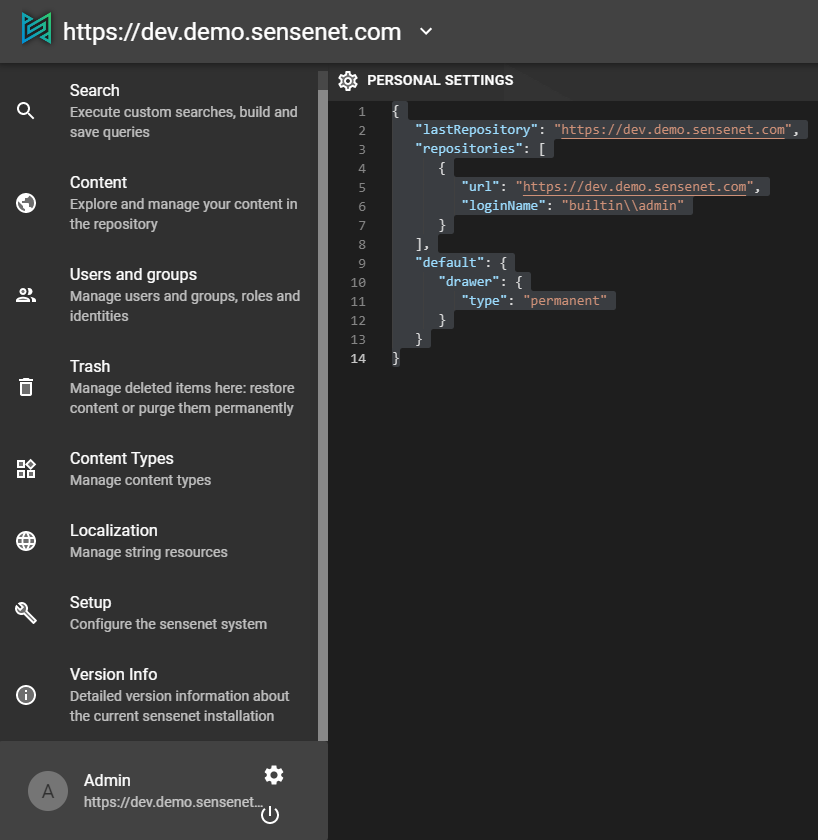 https://dev.demo.sensenet.com
Search
Execute custom searches, build and
save queries
Content
Explore and manage your content in
the repository
Users and groups
Manage users and groups, roles and
identities
Trash
Manage deleted items here: restore
content or purge them permanently
Content Types
Manage content types
Localization
Manage string resources
Setup
Configure the sensenet system
Version Info
Detailed version information about
the current sensenet installation
A
Admin
https://dev.demo.sensenet...
PERSONAL SETTINGS
1 {
2 "lastRepository": "https://dev.demo.sensenet.com",
3 "repositories": [
4 {
5 "url": "https://dev.demo.sensenet.com",
6 "loginName": "builtin\\admin"
7 }
8 ],
9 "default": {
10 "drawer": {
11 "type": "permanent"
12 }
13 }
14 }